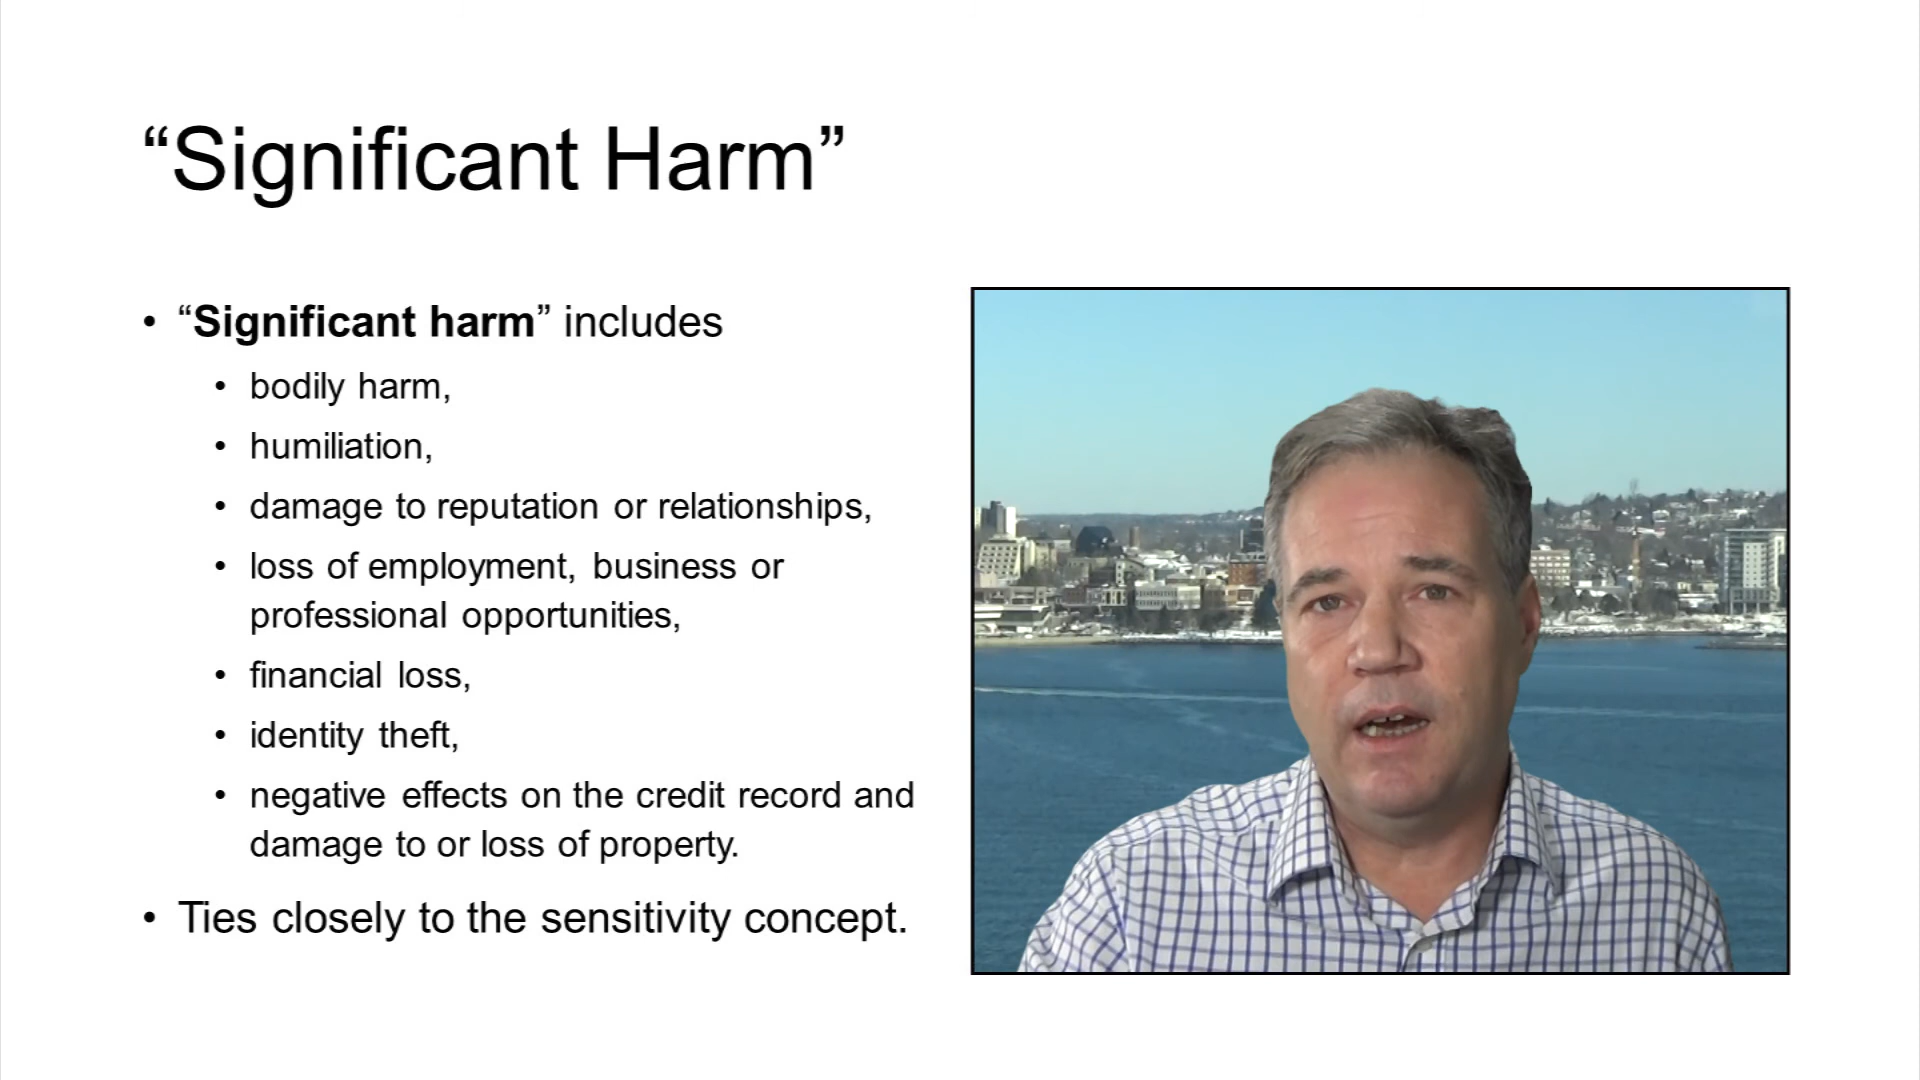 “Significant Harm”
• “Significant harm” includes
• bodily harm,
• humiliation,
• damage to reputation or relationships,
• loss of employment, business or
professional opportunities,
• financial loss,
• identity theft,
• negative effects on the credit record and
damage to or loss of property.
• Ties closely to the sensitivity concept.